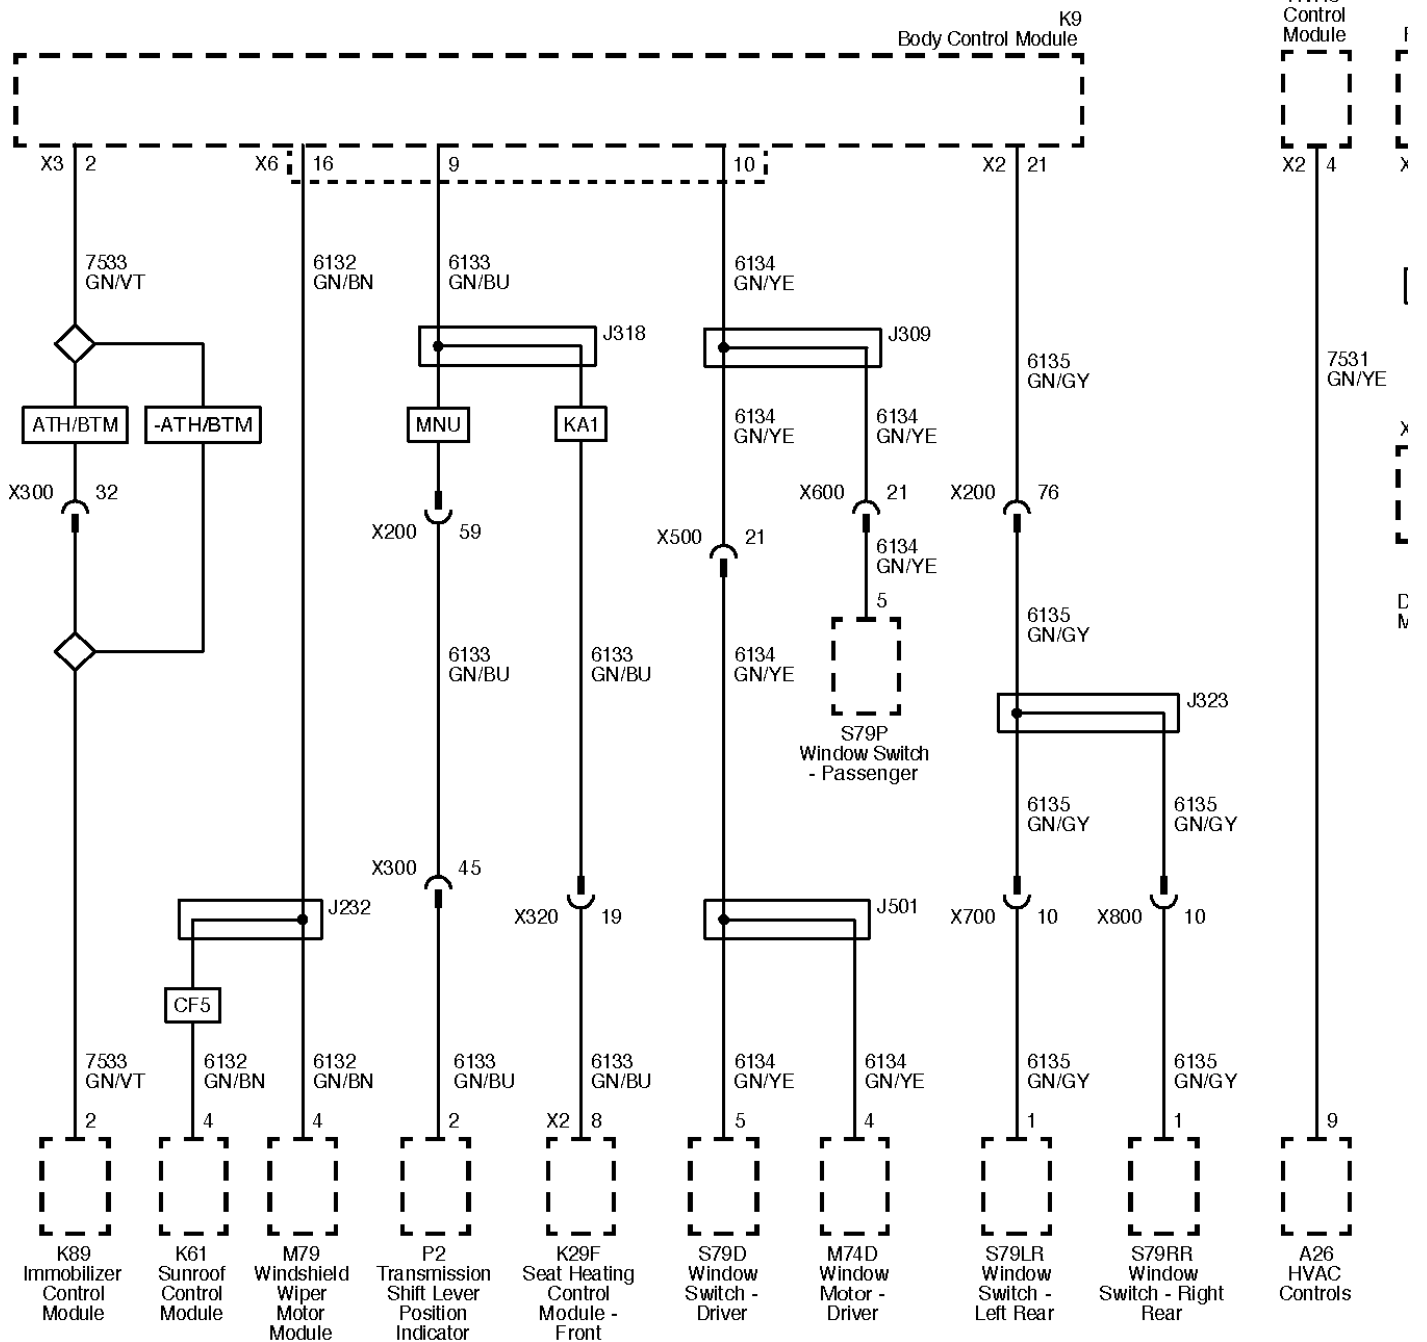 K9
Body Control Module
Control
Module
X3 2
X6 16
9
10
X2 21
X2 4
7533
GN/VT
6132
GN/BN
6133
GN/BU
6134
GN/YE
J318
J309
6135
GN/GY
7531
GN/YE
ATH/BTM
-ATH/BTM
MNU
KA1
6134
GN/YE
6134
GN/YE
X300 32
X600 21
X200 76
X200 59
X500 21
6134
GN/YE
5
6135
GN/GY
6133
GN/BU
6133
GN/BU
6134
GN/YE
J323
S79P
Window Switch
- Passenger
6135
GN/GY
6135
GN/GY
X300 45
J232
X320 19
J501
X700 10
X800 10
CF5
7533
GN/VT
6132
GN/BN
6132
GN/BN
6133
GN/BU
6133
GN/BU
6134
GN/YE
6134
GN/YE
6135
GN/GY
6135
GN/GY
2
4
4
2
X2 8
5
4
1
1
9
K89
Immobilizer
Control
Module
K61
Sunroof
Control
Module
M79
Windshield
Wiper
Motor
Module
P2
Transmission
Shift Lever
Position
Indicator
K29F
Seat Heating
Control
Module -
Front
S79D
Window
Switch -
Driver
M74D
Window
Motor -
Driver
S79LR
Window
Switch -
Left Rear
S79RR
Window
Switch - Right
Rear
A26
HVAC
Controls